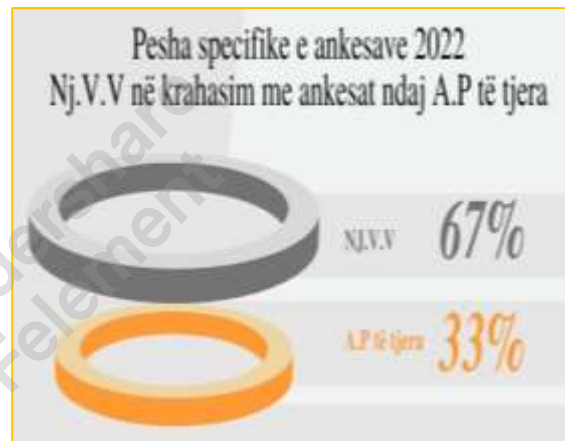 Pesha specifike e ankesave 2022
Nj.V.V në krahasim me ankesat ndaj A.P të tjera
NJ.V.V 67%
A.P të tjera 33%